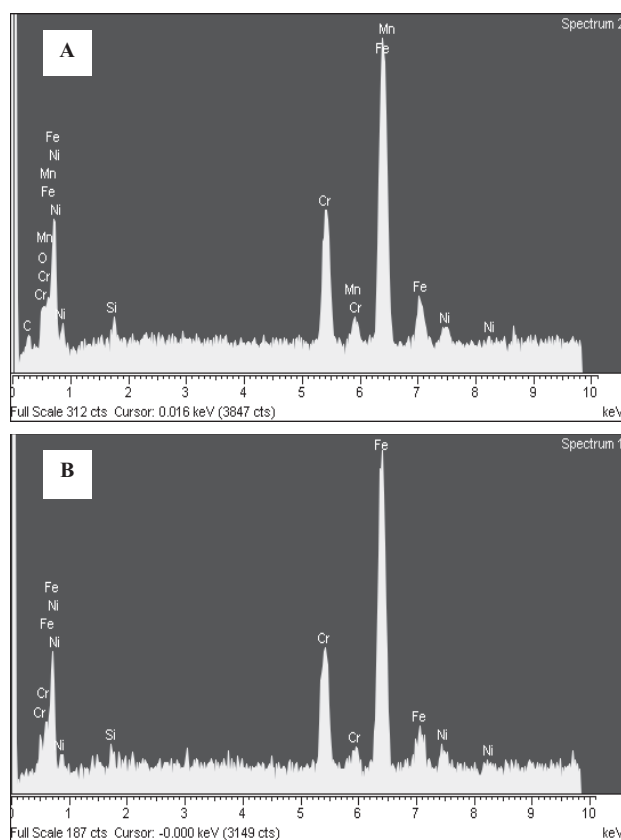 Spectrum 2
A
Mn
Fe
Fe
Ni
Mn
Fe
Ni
Cr
Mn
O
Cr
Cr
Mn
Cr
Fe
Ni
Si
Ni
Ni
C
0 1 2 3 4 5 6 7 8 9 10
Full Scale 312 cts Cursor: 0.016 keV (3847 cts)
keV
Spectrum 1
B
Fe
Fe
Ni
Fe
Ni
Cr
Cr
Cr
Ni
Si
Cr
Fe
Ni
Ni
0 1 2 3 4 5 6 7 8 9 10
Full Scale 187 cts Cursor: -0.000 keV (3149 cts)
keV